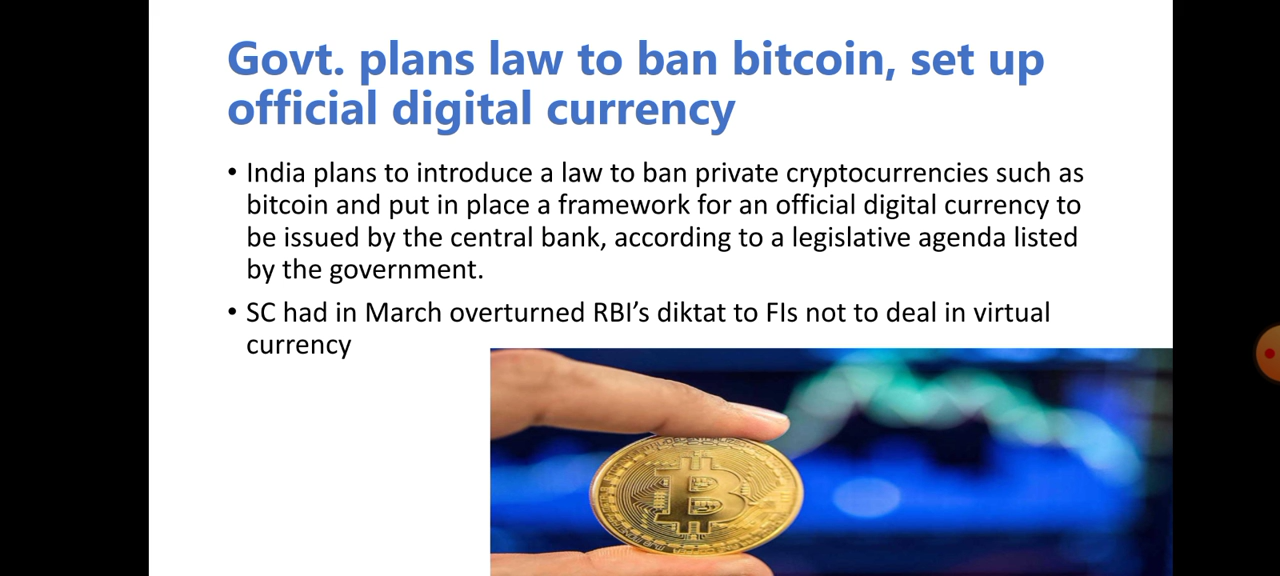 Govt. plans law to ban bitcoin, set up
official digital currency
• India plans to introduce a law to ban private cryptocurrencies such as
bitcoin and put in place a framework for an official digital currency to
be issued by the central bank, according to a legislative agenda listed
by the government.
• SC had in March overturned RBI’s diktat to FIs not to deal in virtual
currency